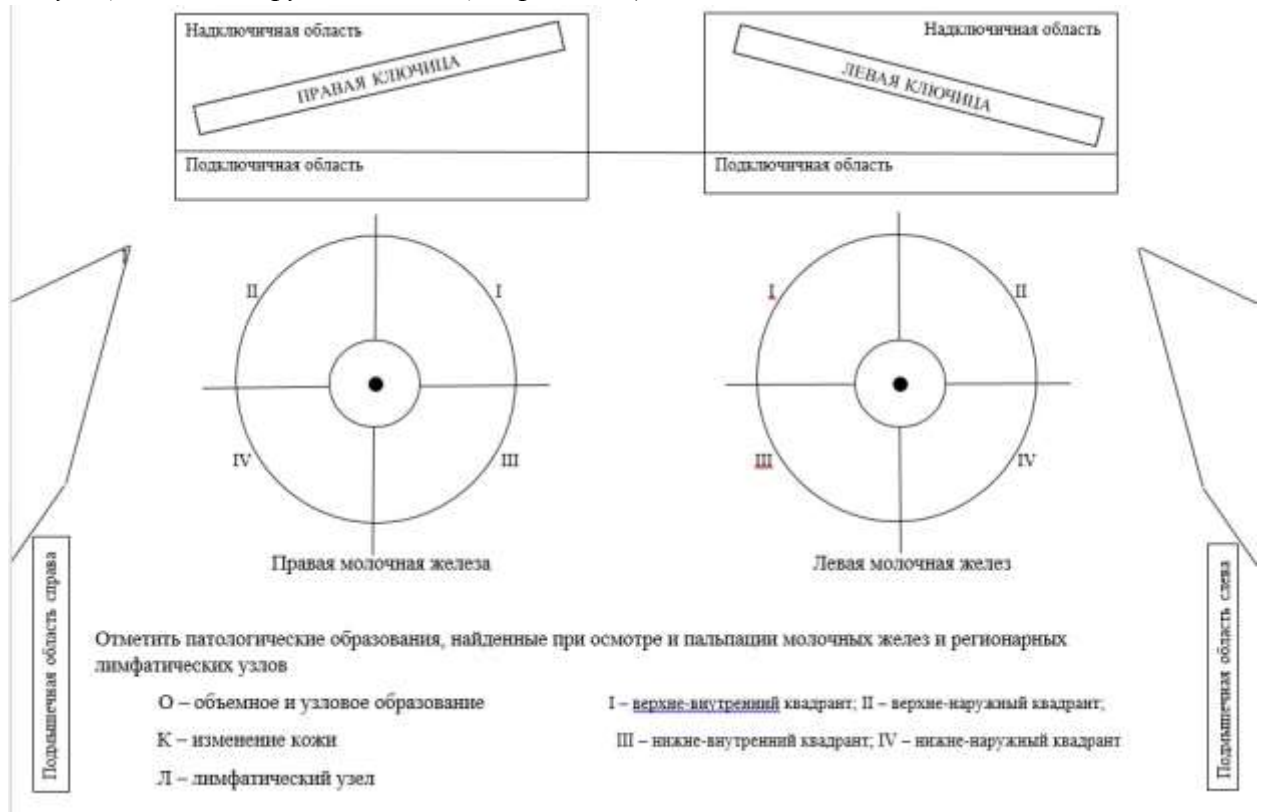 Надключичная область
Надключичная область
ПРАВАЯ КЛЮЧИЦА
ЛЕВАЯ КЛЮЧИЦА
Подключичная область
Подключичная область
II
I
I
II
IV
III
III
IV
Правая молочная железа
Левая молочная желез
Подмышечная область справа
Подмышечная область слева
Отметить патологические образования, найденные при осмотре и пальпации молочных желез и регионарных
лимфатических узлов
О – объемное и узловое образование
I – верхне-внутренний квадрант; II – верхне-наружный квадрант;
К – изменение кожи
III – нижне-внутренний квадрант; IV – нижне-наружный квадрант
Л – лимфатический узел